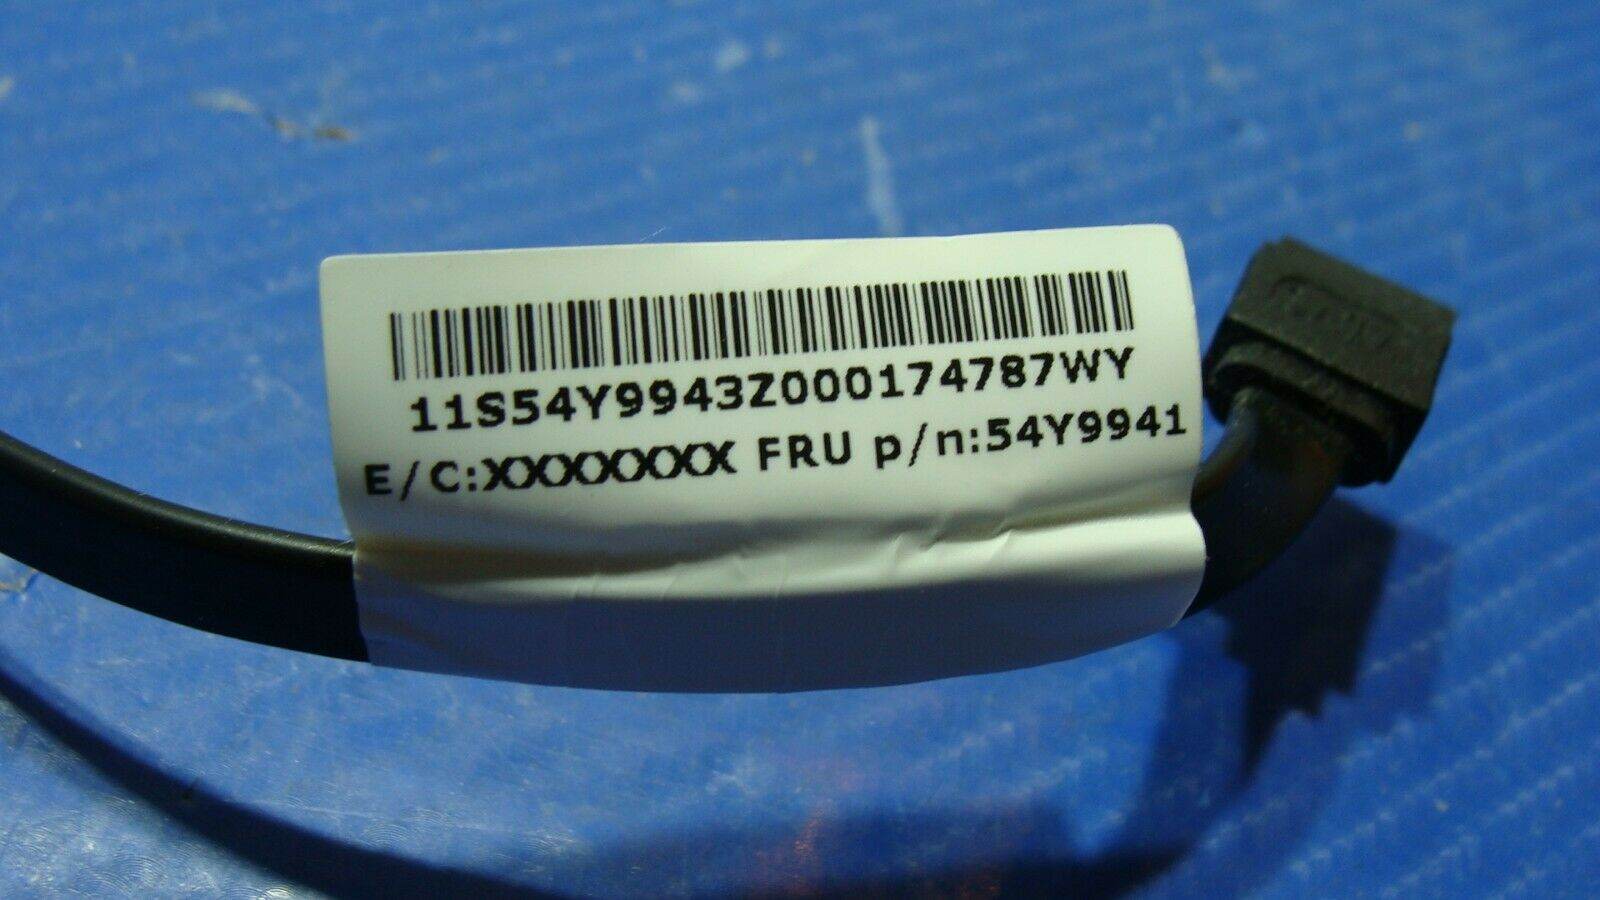 11S54Y9943Z000174787WY
E/C:XXXXXXX FRU p/n:54Y9941